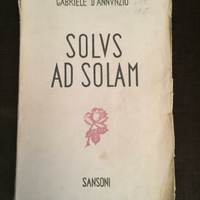 GABRIELE D'ANNVNZIO
SOLVS
AD SOLAM
SANSONI